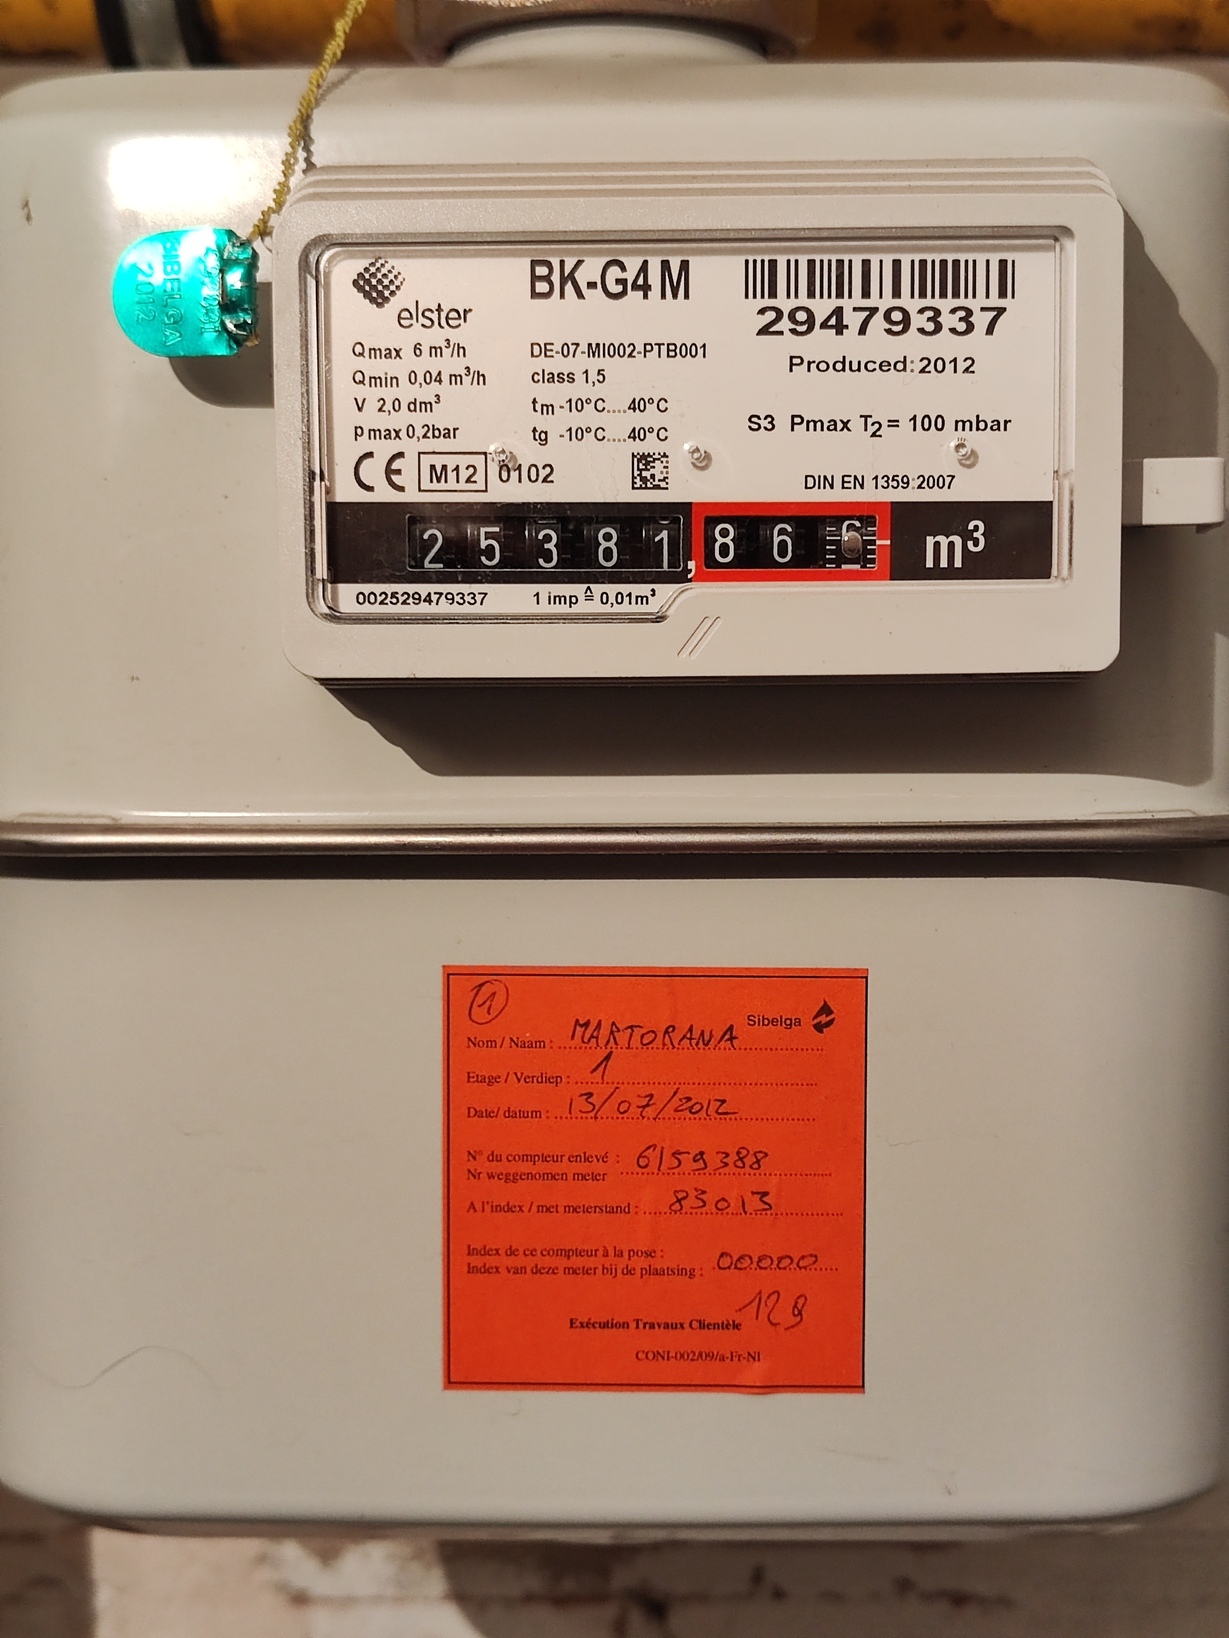 SIBELGA
2012
elster
BK-G4 M
29479337
Qmax 6 m³/h
DE-07-MI002-PTB001
Produced:2012
Qmin 0,04 m³/h
class 1,5
V 2,0 dm³
tm -10°C....40°C
S3 Pmax T2 = 100 mbar
pmax 0,2bar
tg -10°C....40°C
CE M12 0102
DIN EN 1359:2007
25381,866 m³
002529479337
1 imp ≙ 0,01m³
1
Sibelga
Nom / Naam : MARTORANA
Etage / Verdiep : 1
Date/ datum : 13/07/2012
N° du compteur enlevé : 6159388
Nr weggenomen meter
A l'index / met meterstand : 83013
Index de ce compteur à la pose :
Index van deze meter bij de plaatsing : 00000
129
Exécution Travaux Clientèle
CONI-002/09/a-Fr-Nl